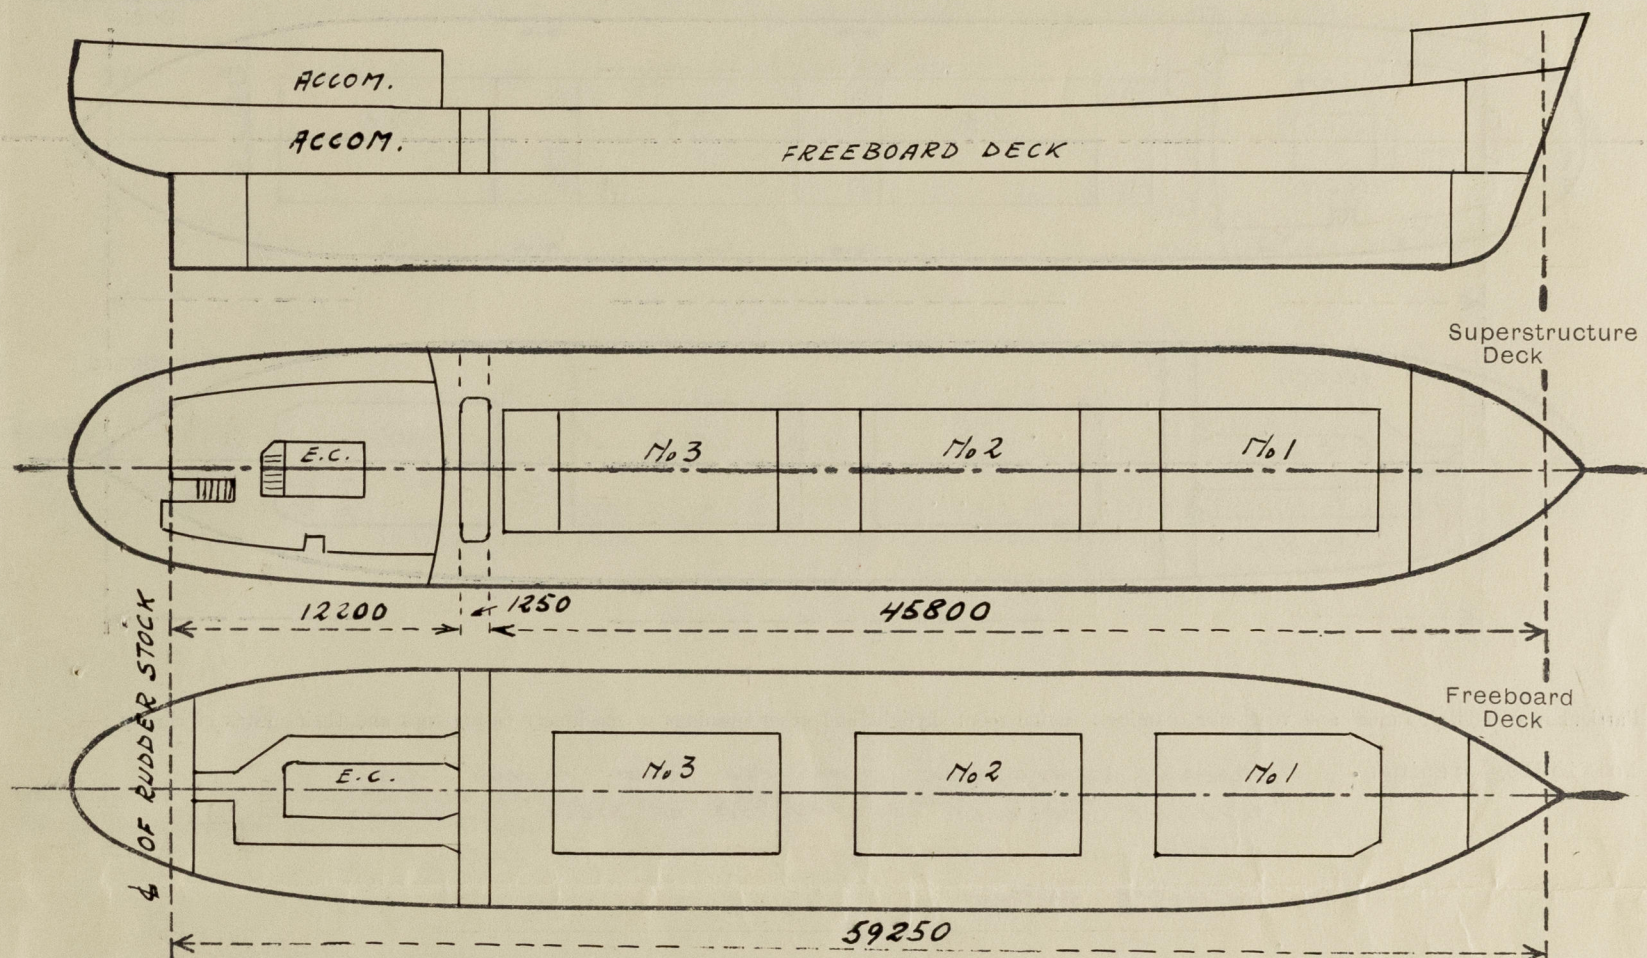 ACCOM.
ACCOM.
FREEBOARD DECK
Superstructure
Deck
E.C.
No 3
No 2
No 1
12200
1250
45800
℄ OF RUDDER STOCK
Freeboard
Deck
E.C.
No 3
No 2
No 1
59250